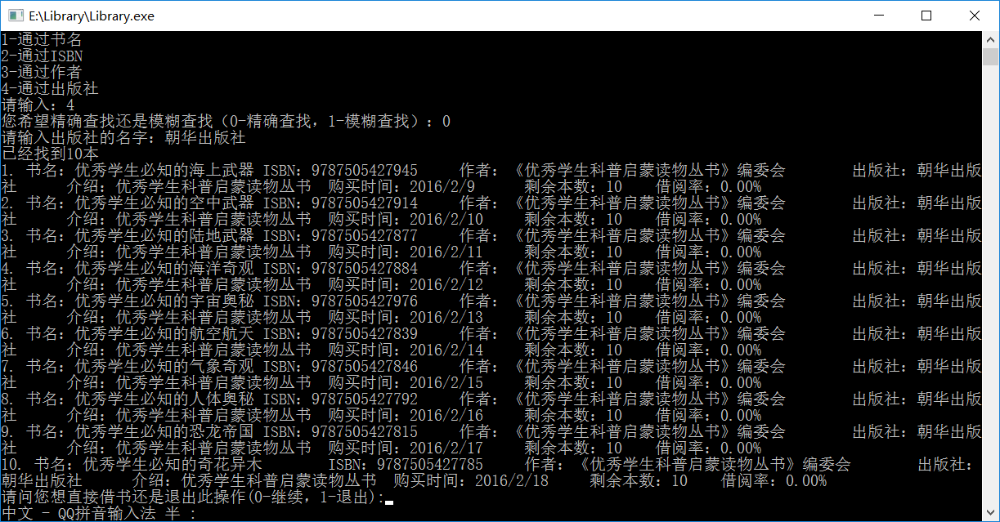 E:\Library\Library.exe
1-通过书名
2-通过ISBN
3-通过作者
4-通过出版社
请输入：4
您希望精确查找还是模糊查找（0-精确查找，1-模糊查找）：0
请输入出版社的名字：朝华出版社
已经找到10本
1. 书名：优秀学生必知的海上武器 ISBN：9787505427945 作者：《优秀学生科普启蒙读物丛书》编委会 出版社：朝华出版
社 介绍：优秀学生科普启蒙读物丛书 购买时间：2016/2/9 剩余本数：10 借阅率：0.00%
2. 书名：优秀学生必知的空中武器 ISBN：9787505427914 作者：《优秀学生科普启蒙读物丛书》编委会 出版社：朝华出版
社 介绍：优秀学生科普启蒙读物丛书 购买时间：2016/2/10 剩余本数：10 借阅率：0.00%
3. 书名：优秀学生必知的陆地武器 ISBN：9787505427877 作者：《优秀学生科普启蒙读物丛书》编委会 出版社：朝华出版
社 介绍：优秀学生科普启蒙读物丛书 购买时间：2016/2/11 剩余本数：10 借阅率：0.00%
4. 书名：优秀学生必知的海洋奇观 ISBN：9787505427884 作者：《优秀学生科普启蒙读物丛书》编委会 出版社：朝华出版
社 介绍：优秀学生科普启蒙读物丛书 购买时间：2016/2/12 剩余本数：10 借阅率：0.00%
5. 书名：优秀学生必知的宇宙奥秘 ISBN：9787505427976 作者：《优秀学生科普启蒙读物丛书》编委会 出版社：朝华出版
社 介绍：优秀学生科普启蒙读物丛书 购买时间：2016/2/13 剩余本数：10 借阅率：0.00%
6. 书名：优秀学生必知的航空航天 ISBN：9787505427839 作者：《优秀学生科普启蒙读物丛书》编委会 出版社：朝华出版
社 介绍：优秀学生科普启蒙读物丛书 购买时间：2016/2/14 剩余本数：10 借阅率：0.00%
7. 书名：优秀学生必知的气象奇观 ISBN：9787505427846 作者：《优秀学生科普启蒙读物丛书》编委会 出版社：朝华出版
社 介绍：优秀学生科普启蒙读物丛书 购买时间：2016/2/15 剩余本数：10 借阅率：0.00%
8. 书名：优秀学生必知的人体奥秘 ISBN：9787505427792 作者：《优秀学生科普启蒙读物丛书》编委会 出版社：朝华出版
社 介绍：优秀学生科普启蒙读物丛书 购买时间：2016/2/16 剩余本数：10 借阅率：0.00%
9. 书名：优秀学生必知的恐龙帝国 ISBN：9787505427815 作者：《优秀学生科普启蒙读物丛书》编委会 出版社：朝华出版
社 介绍：优秀学生科普启蒙读物丛书 购买时间：2016/2/17 剩余本数：10 借阅率：0.00%
10. 书名：优秀学生必知的奇花异木 ISBN：9787505427785 作者：《优秀学生科普启蒙读物丛书》编委会 出版社：
朝华出版社 介绍：优秀学生科普启蒙读物丛书 购买时间：2016/2/18 剩余本数：10 借阅率：0.00%
请问您想直接借书还是退出此操作(0-继续，1-退出):
中文 - QQ拼音输入法 半 :